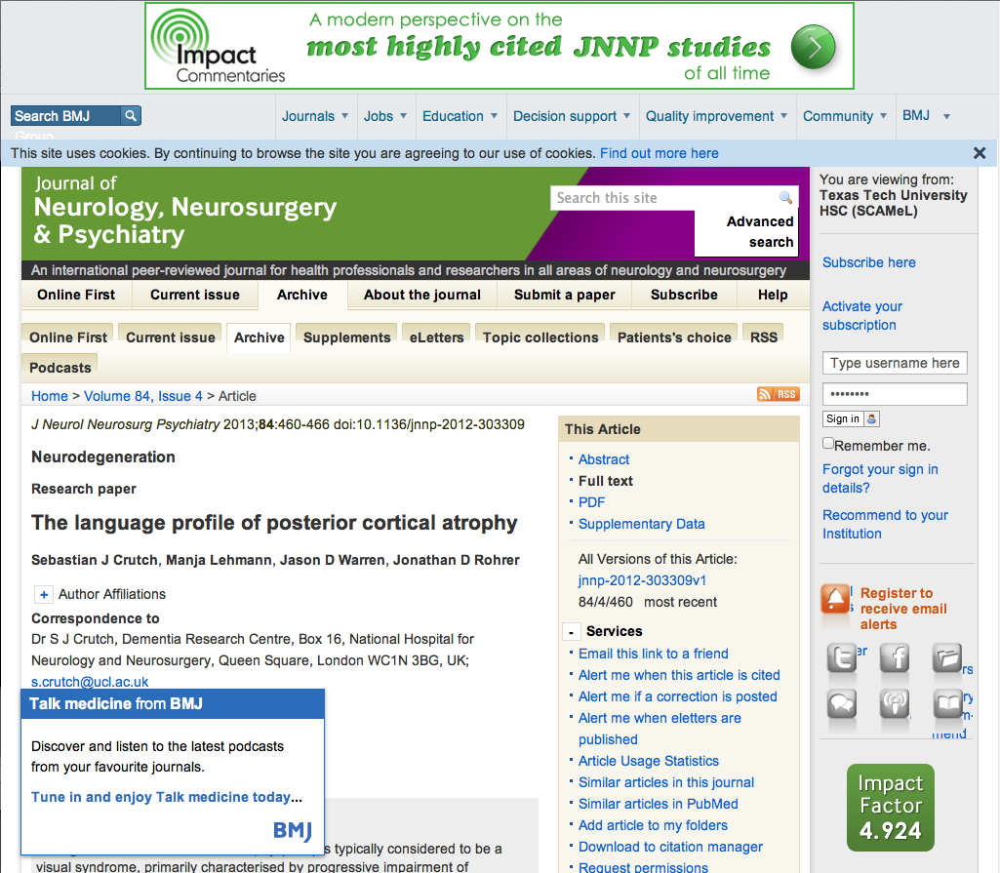 Impact
Commentaries
A modern perspective on the
most highly cited JNNP studies
of all time
Search BMJ
Group
Journals
Jobs
Education
Decision support
Quality improvement
Community
BMJ
This site uses cookies. By continuing to browse the site you are agreeing to our use of cookies. Find out more here
Journal of
Neurology, Neurosurgery
& Psychiatry
Search this site
Advanced
search
An international peer-reviewed journal for health professionals and researchers in all areas of neurology and neurosurgery
Online First
Current issue
Archive
About the journal
Submit a paper
Subscribe
Help
Online First
Current issue
Archive
Supplements
eLetters
Topic collections
Patients's choice
RSS
Podcasts
Home > Volume 84, Issue 4 > Article
RSS
J Neurol Neurosurg Psychiatry 2013;84:460-466 doi:10.1136/jnnp-2012-303309
Neurodegeneration
Research paper
The language profile of posterior cortical atrophy
Sebastian J Crutch, Manja Lehmann, Jason D Warren, Jonathan D Rohrer
+ Author Affiliations
Correspondence to
Dr S J Crutch, Dementia Research Centre, Box 16, National Hospital for
Neurology and Neurosurgery, Queen Square, London WC1N 3BG, UK;
s.crutch@ucl.ac.uk
Talk medicine from BMJ
Discover and listen to the latest podcasts
from your favourite journals.
Tune in and enjoy Talk medicine today...
BMJ
s typically considered to be a
visual syndrome, primarily characterised by progressive impairment of
This Article
Abstract
Full text
PDF
Supplementary Data
All Versions of this Article:
jnnp-2012-303309v1
84/4/460 most recent
- Services
Email this link to a friend
Alert me when this article is cited
Alert me if a correction is posted
Alert me when eletters are
published
Article Usage Statistics
Similar articles in this journal
Similar articles in PubMed
Add article to my folders
Download to citation manager
Request permissions
You are viewing from:
Texas Tech University
HSC (SCAMeL)
Subscribe here
Activate your
subscription
Type username here
••••••••
Sign in
Remember me.
Forgot your sign in
details?
Recommend to your
Institution
Register to
receive email
alerts
er
rs
ry
m-
mend
Impact
Factor
4.924